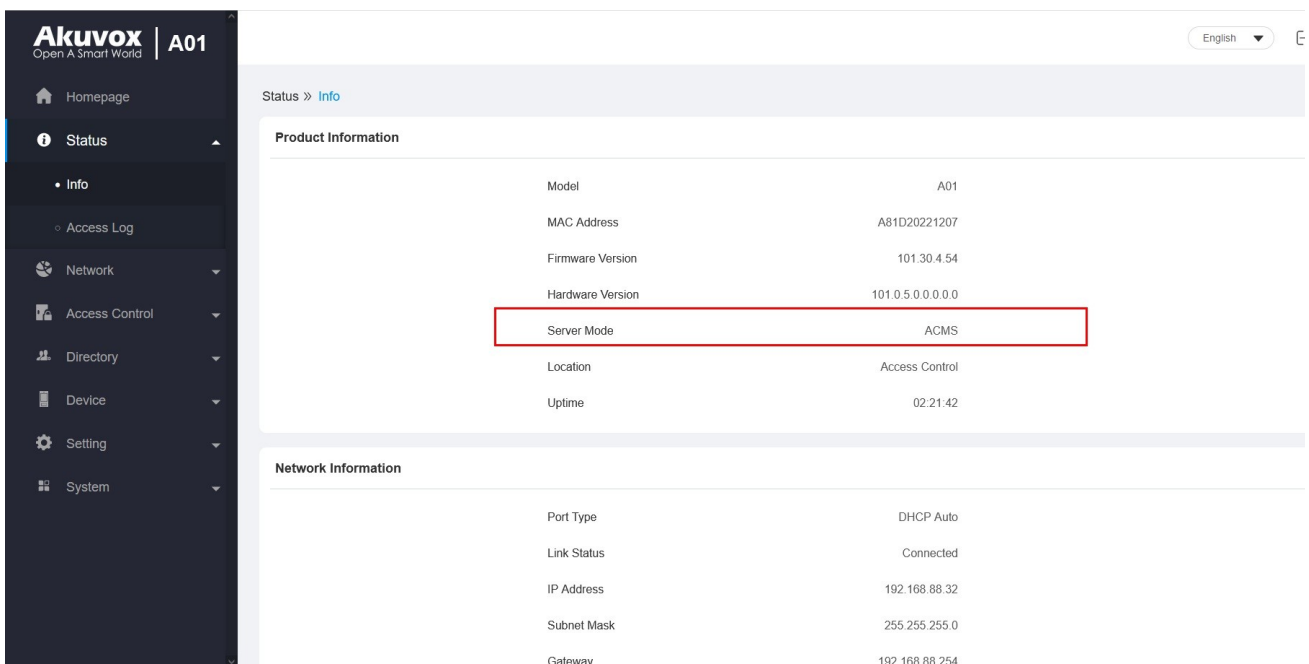 Akuvox
Open A Smart World
A01
English
Homepage
Status
Info
Access Log
Network
Access Control
Directory
Device
Setting
System
Status » Info
Product Information
Model A01
MAC Address A81D20221207
Firmware Version 101.30.4.54
Hardware Version 101.0.5.0.0.0.0.0
Server Mode ACMS
Location Access Control
Uptime 02:21:42
Network Information
Port Type DHCP Auto
Link Status Connected
IP Address 192.168.88.32
Subnet Mask 255.255.255.0
Gateway 192.168.88.254